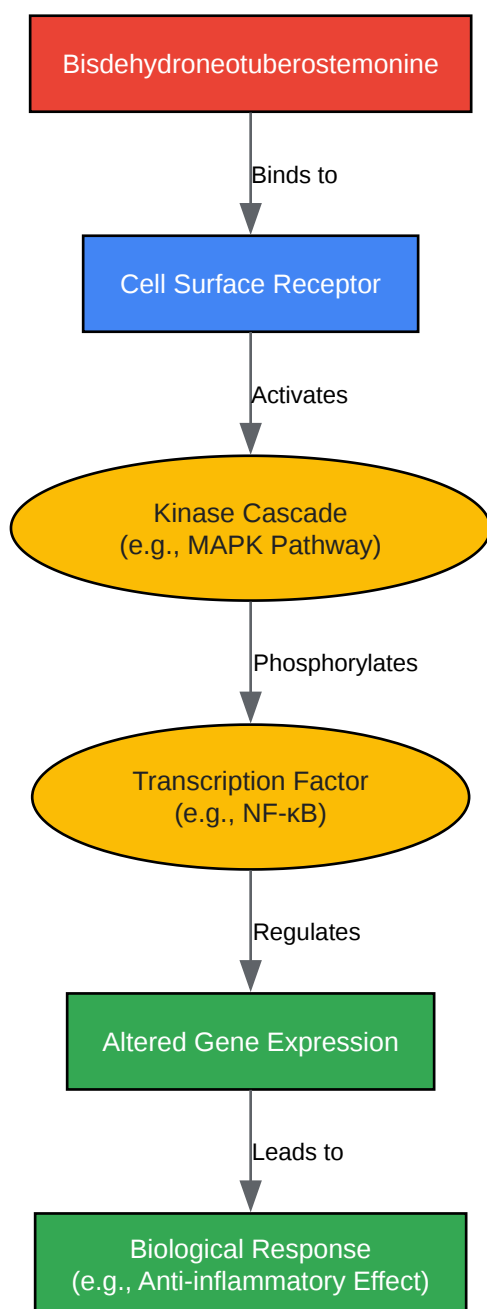 Bisdehydroneotuberostemonine
Binds to
Cell Surface Receptor
Activates
Kinase Cascade
(e.g., MAPK Pathway)
Phosphorylates
Transcription Factor
(e.g., NF-κB)
Regulates
Altered Gene Expression
Leads to
Biological Response
(e.g., Anti-inflammatory Effect)